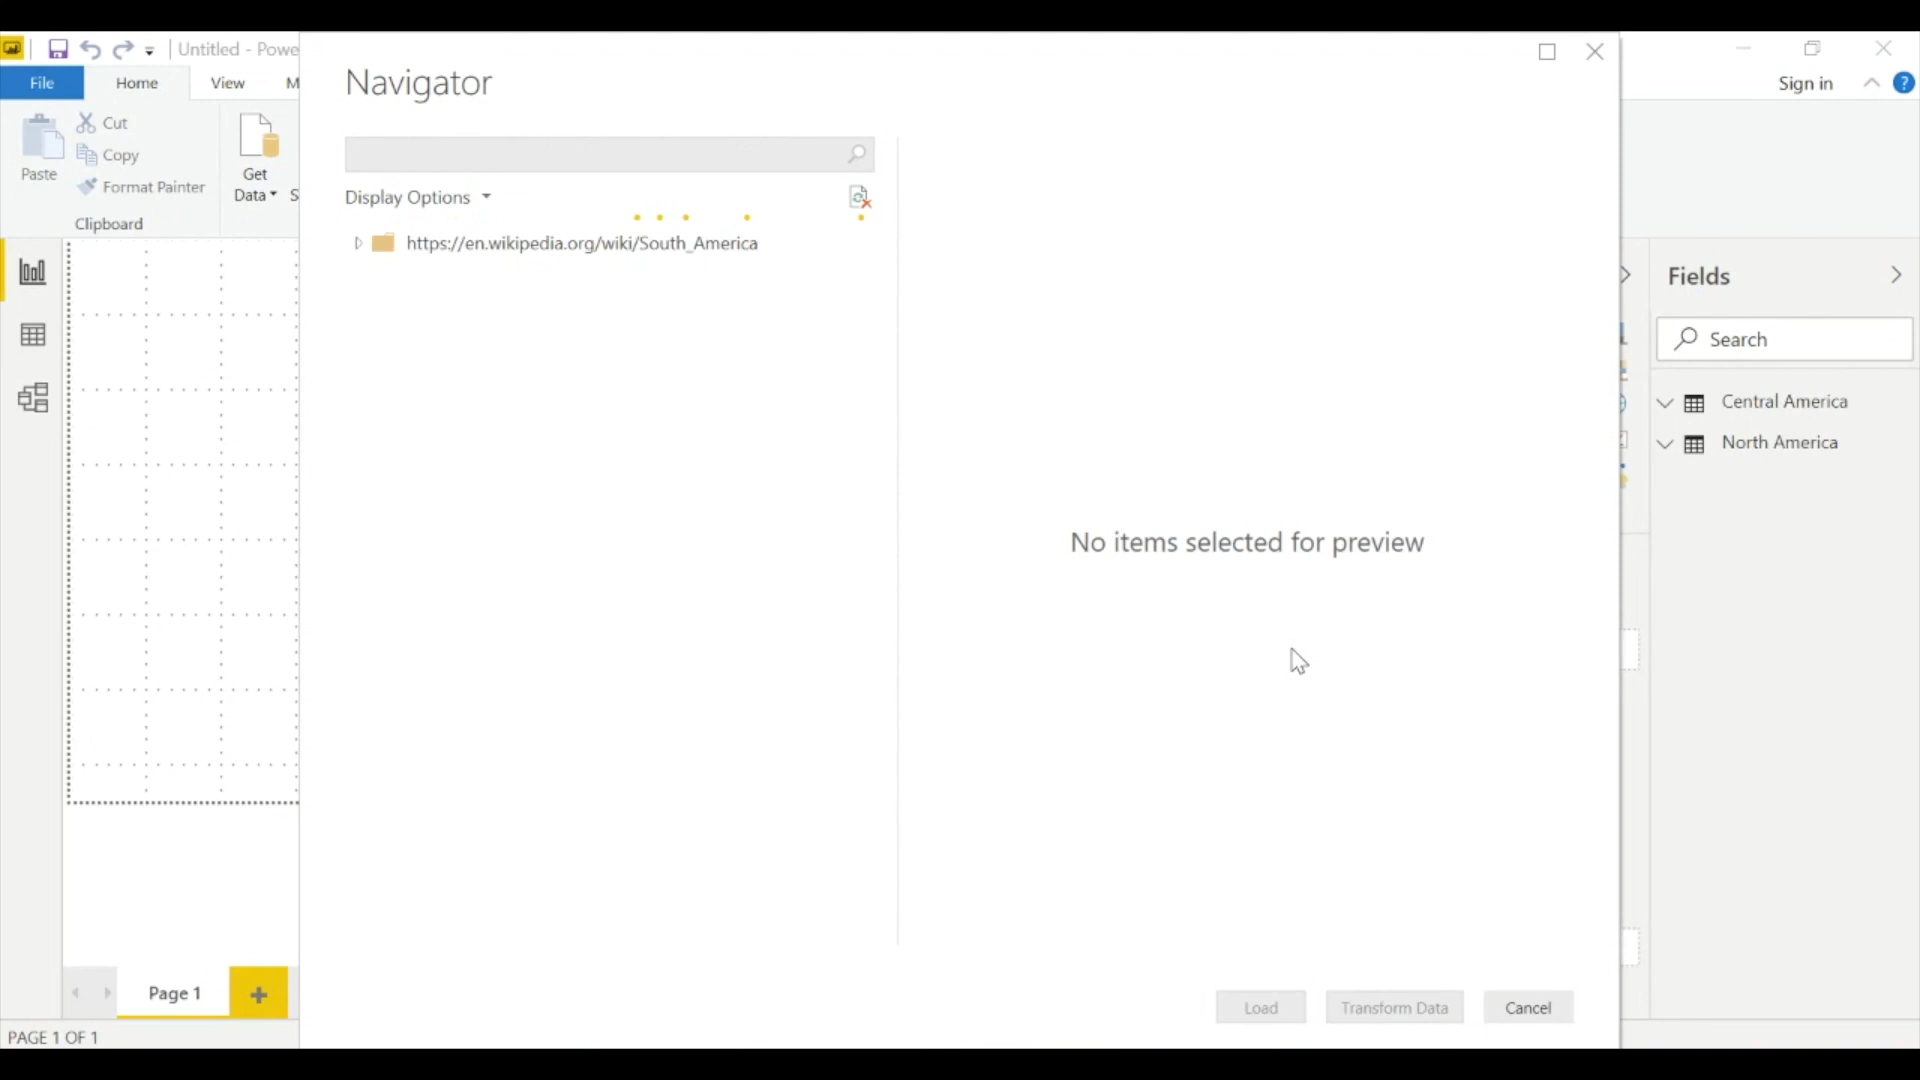 Untitled - Powe
File
Home
View
M
Sign in
?
Paste
Cut
Copy
Format Painter
Clipboard
Get
Data
S
Navigator
Display Options
https://en.wikipedia.org/wiki/South_America
No items selected for preview
Load
Transform Data
Cancel
Fields
Search
Central America
North America
Page 1
PAGE 1 OF 1